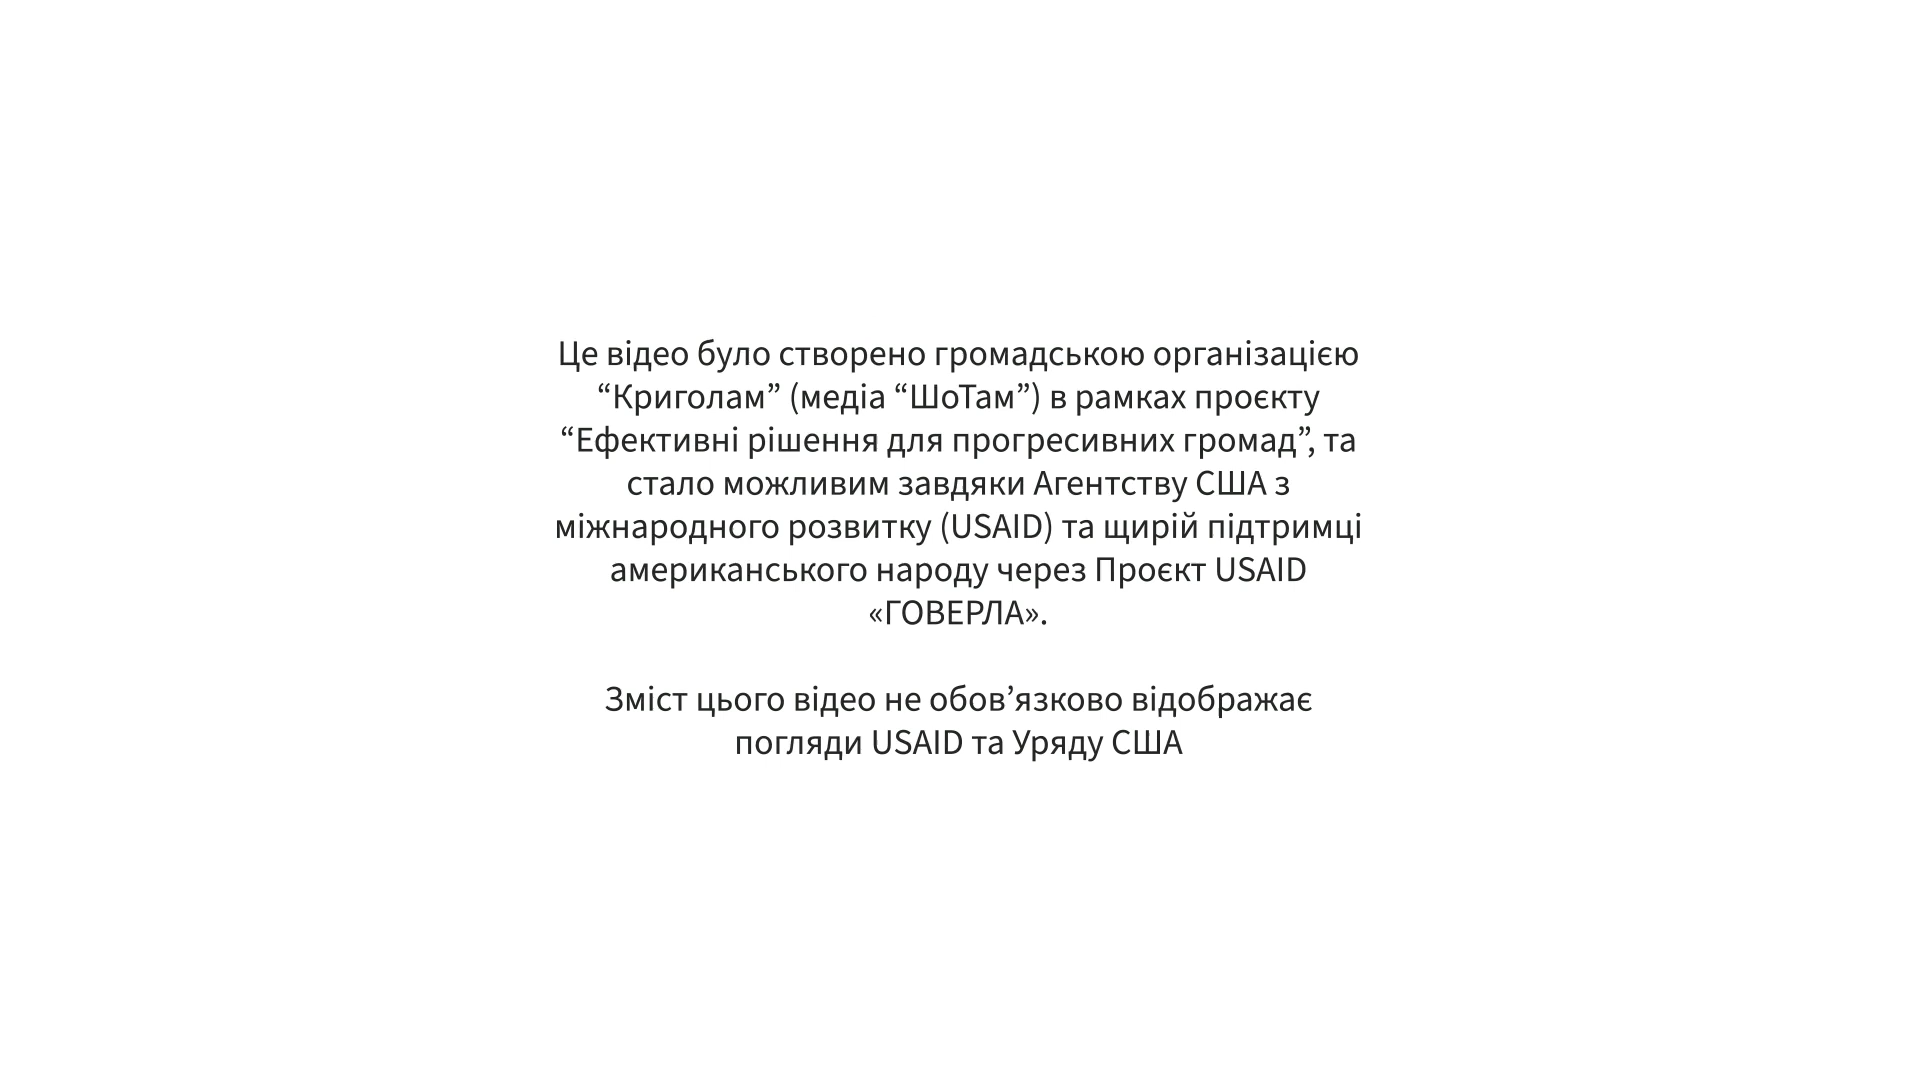 Це відео було створено громадською організацією
“Криголам” (медіа “ШоТам”) в рамках проєкту
“Ефективні рішення для прогресивних громад”, та
стало можливим завдяки Агентству США з
міжнародного розвитку (USAID) та щирій підтримці
американського народу через Проєкт USAID
«ГОВЕРЛА».
Зміст цього відео не обов’язково відображає
погляди USAID та Уряду США